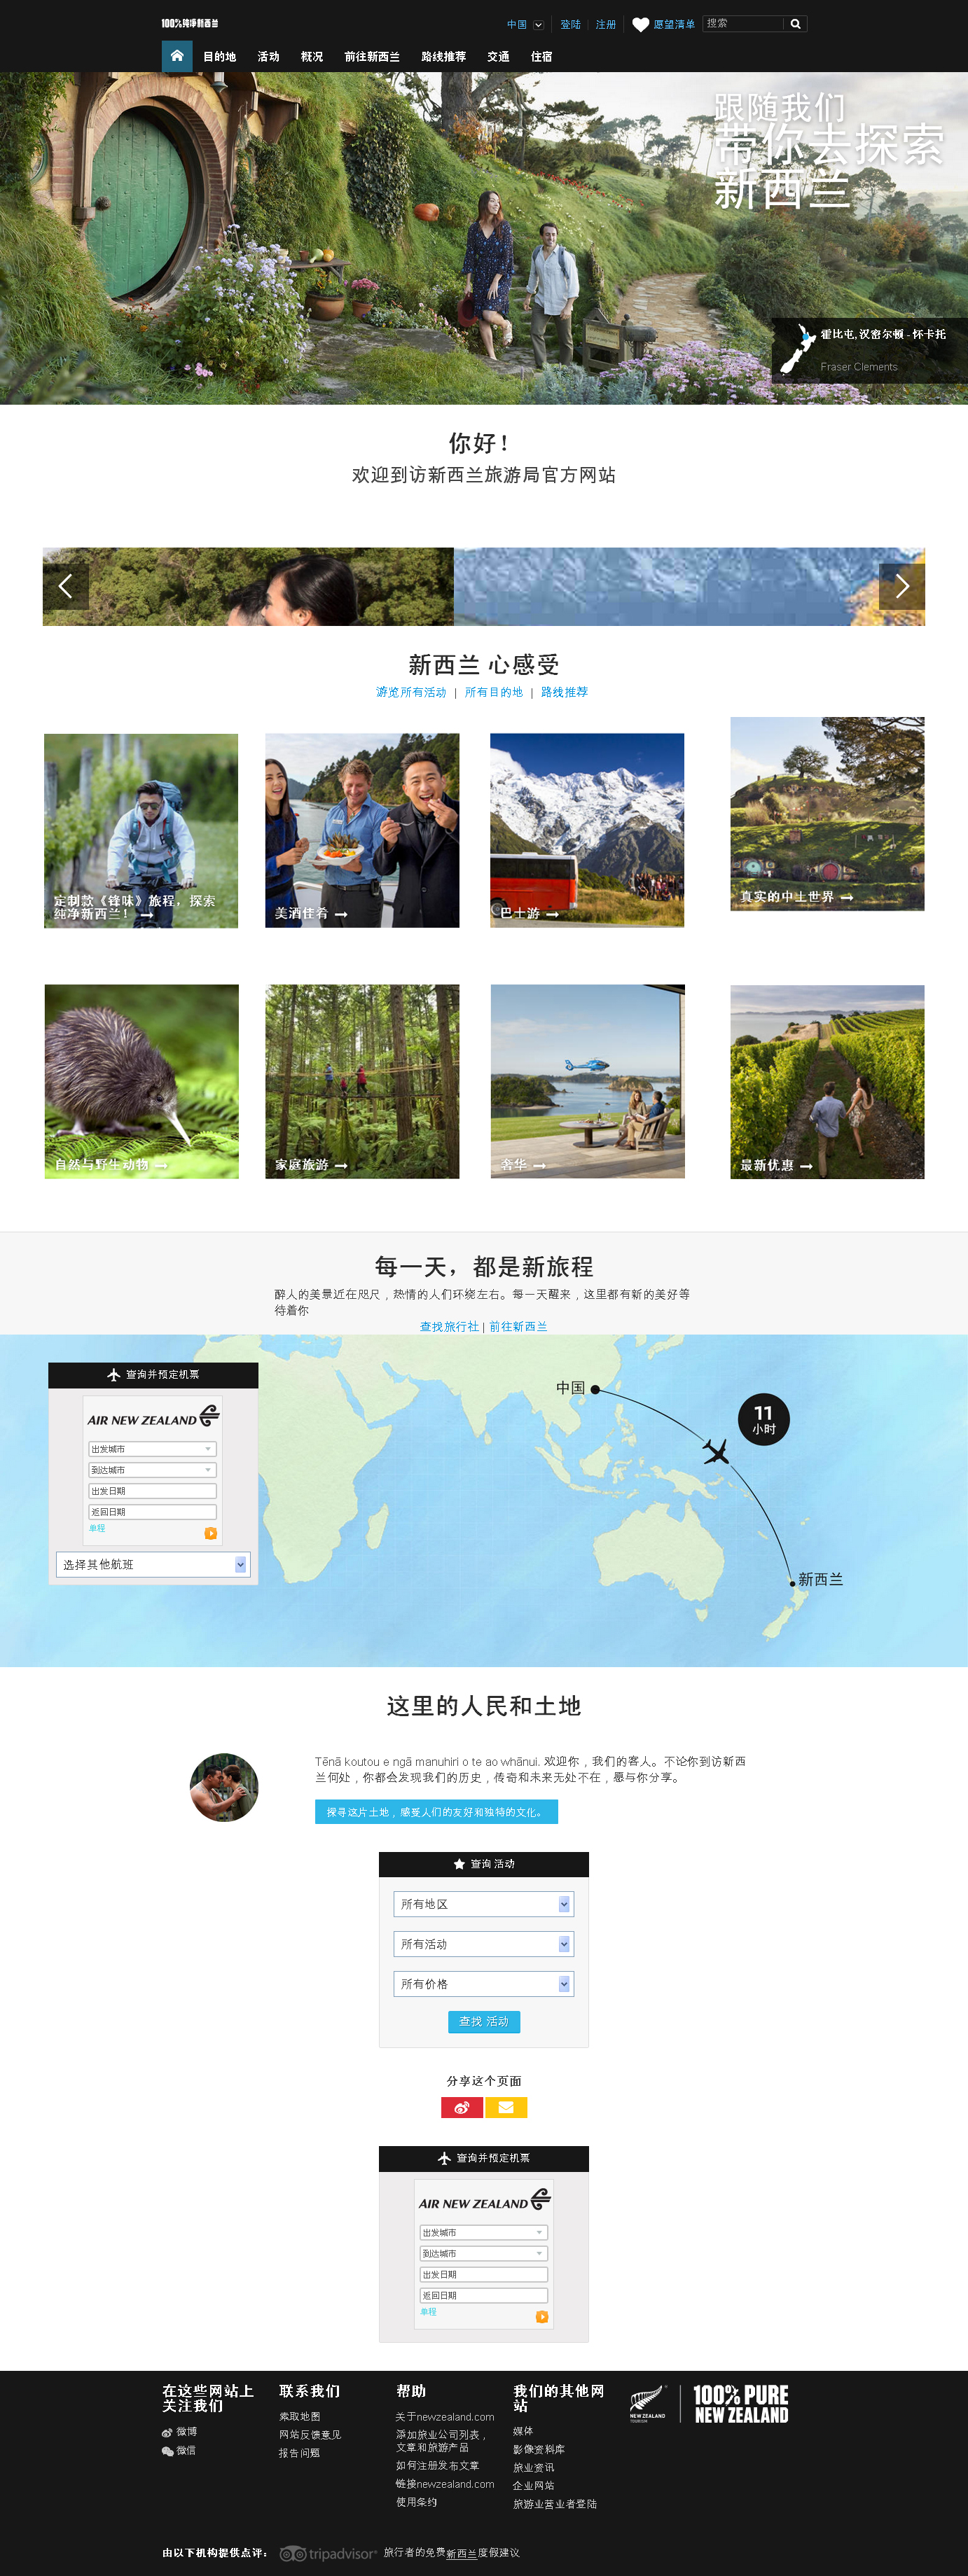 100%纯净新西兰
中国 登陆 注册 愿望清单 搜索
目的地 活动 概况 前往新西兰 路线推荐 交通 住宿
跟随我们
带你去探索
新西兰
霍比屯,汉密尔顿 - 怀卡托
Fraser Clements
你好！
欢迎到访新西兰旅游局官方网站
新西兰 心感受
游览所有活动 | 所有目的地 | 路线推荐
定制款《锋味》旅程，探索
纯净新西兰！
美酒佳肴
巴士游
真实的中土世界
自然与野生动物
家庭旅游
奢华
最新优惠
每一天，都是新旅程
醉人的美景近在咫尺，热情的人们环绕左右。每一天醒来，这里都有新的美好等
待着你
查找旅行社 | 前往新西兰
查询并预定机票
AIR NEW ZEALAND
出发城市
到达城市
出发日期
返回日期
单程
选择其他航班
中国
11
小时
新西兰
这里的人民和土地
Tēnā koutou e ngā manuhiri o te ao whānui. 欢迎你，我们的客人。不论你到访新西
兰何处，你都会发现我们的历史，传奇和未来无处不在，愿与你分享。
探寻这片土地，感受人们的友好和独特的文化。
查询 活动
所有地区
所有活动
所有价格
查找 活动
分享这个页面
查询并预定机票
AIR NEW ZEALAND
出发城市
到达城市
出发日期
返回日期
单程
在这些网站上
关注我们
微博
微信
联系我们
索取地图
网站反馈意见
报告问题
帮助
关于newzealand.com
添加旅业公司列表，
文章和旅游产品
如何注册发布文章
链接newzealand.com
使用条约
我们的其他网
站
媒体
影像资料库
旅业资讯
企业网站
旅游业营业者登陆
NEW ZEALAND
TOURISM
100% PURE
NEW ZEALAND
由以下机构提供点评： tripadvisor 旅行者的免费新西兰度假建议